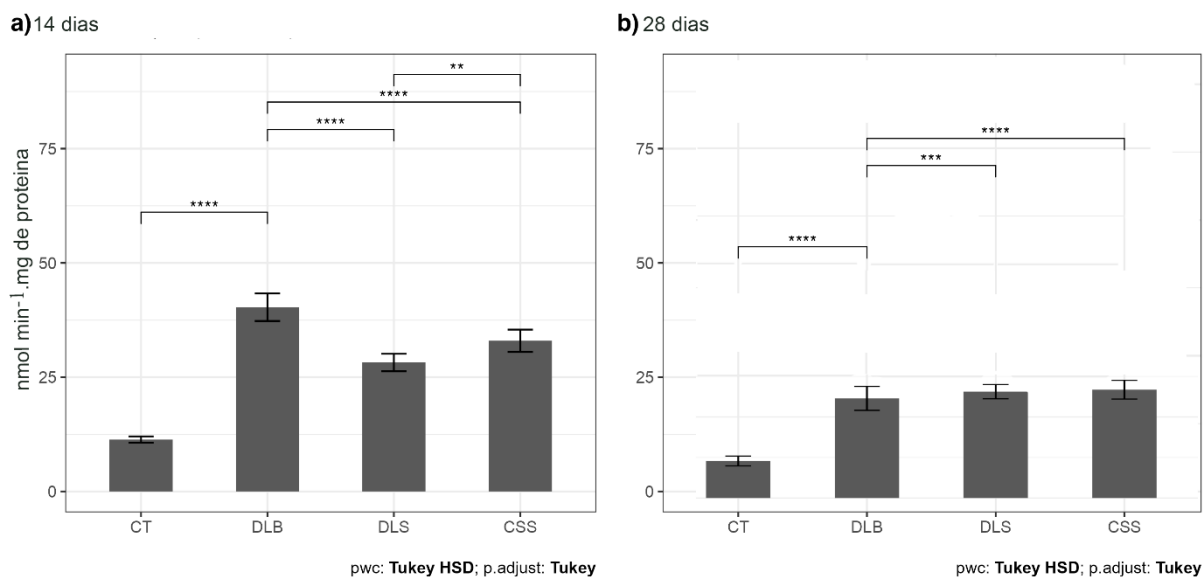 a) 14 dias
**
****
****
****
75
50
25
0
nmol min-1.mg de proteina
CT DLB DLS CSS
pwc: Tukey HSD; p.adjust: Tukey
b) 28 dias
****
***
****
75
50
25
0
CT DLB DLS CSS
pwc: Tukey HSD; p.adjust: Tukey